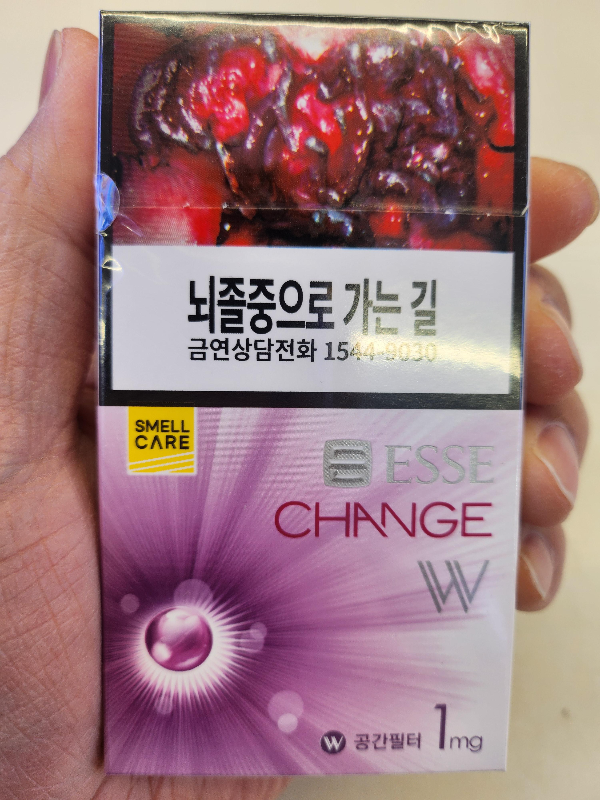 뇌졸중으로 가는 길
금연상담전화 1544-9030
SMELL
CARE
ESSE
CHANGE
W
W 공간필터 1mg